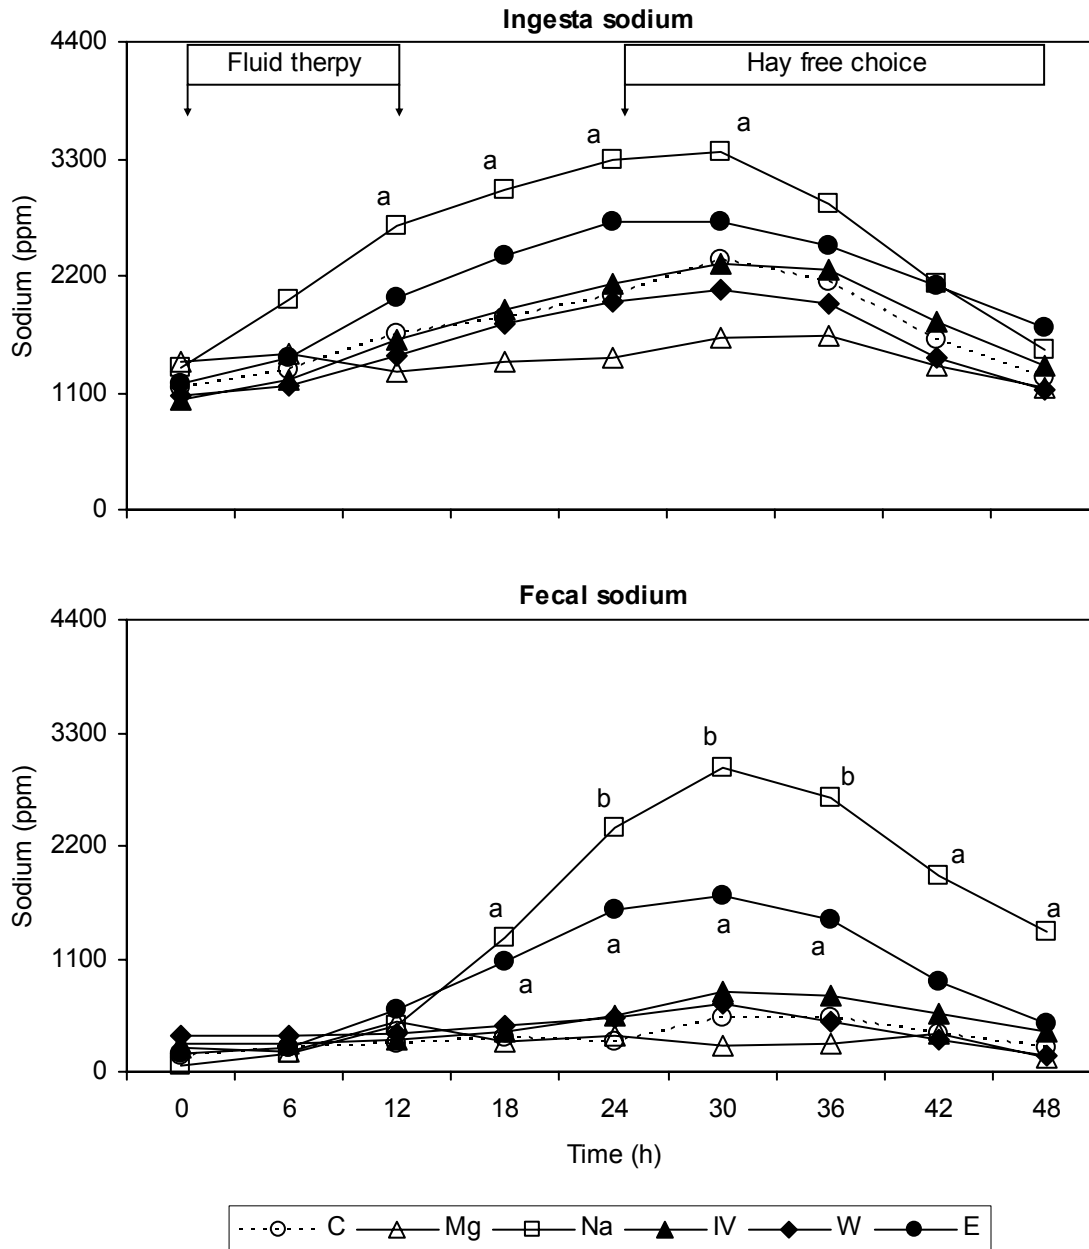 Ingesta sodium
4400
Fluid therpy
Hay free choice
a
a
a
a
3300
2200
1100
0
Sodium (ppm)
Fecal sodium
4400
3300
2200
1100
0
Sodium (ppm)
b
b
b
a
a
a
a
a
a
a
0 6 12 18 24 30 36 42 48
Time (h)
C Mg Na IV W E